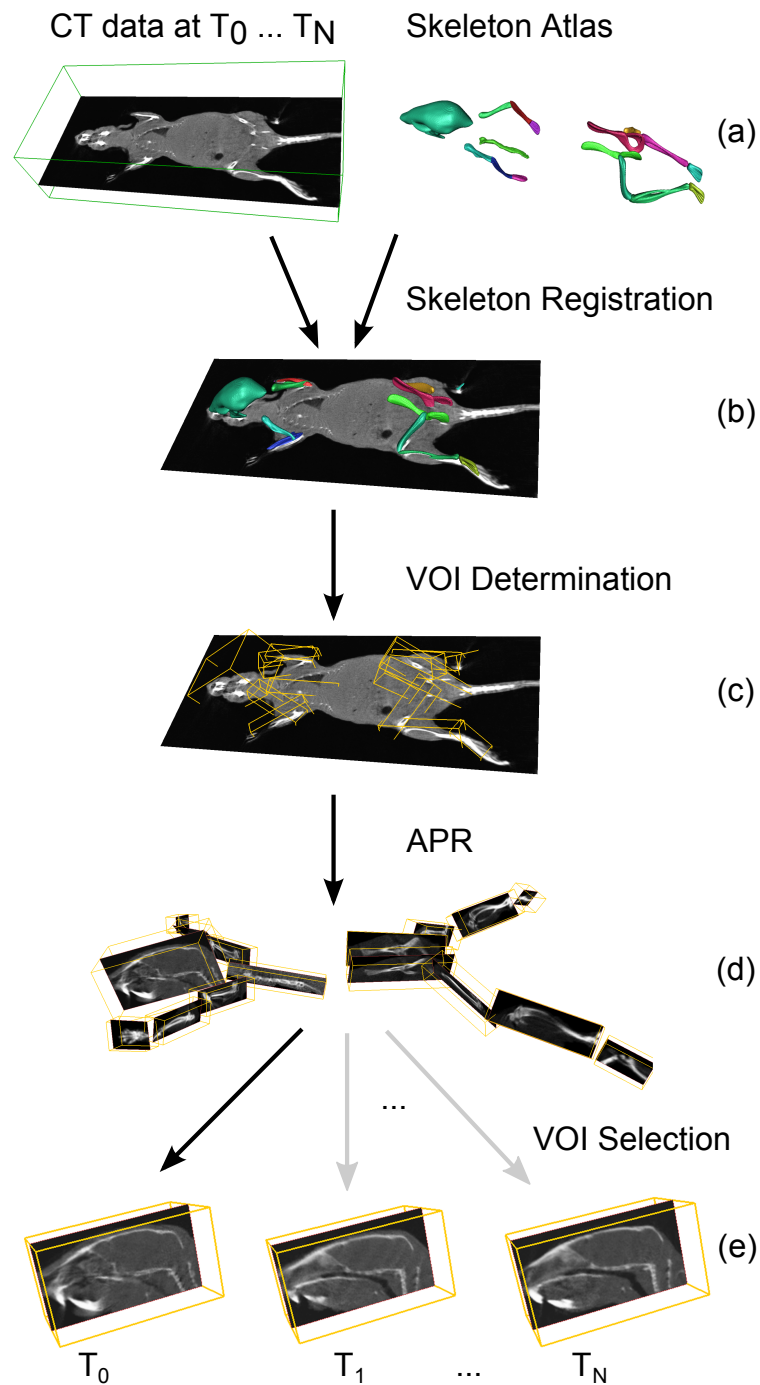 CT data at T0 ... TN
Skeleton Atlas
(a)
Skeleton Registration
(b)
VOI Determination
(c)
APR
(d)
...
VOI Selection
(e)
T0
T1
...
TN